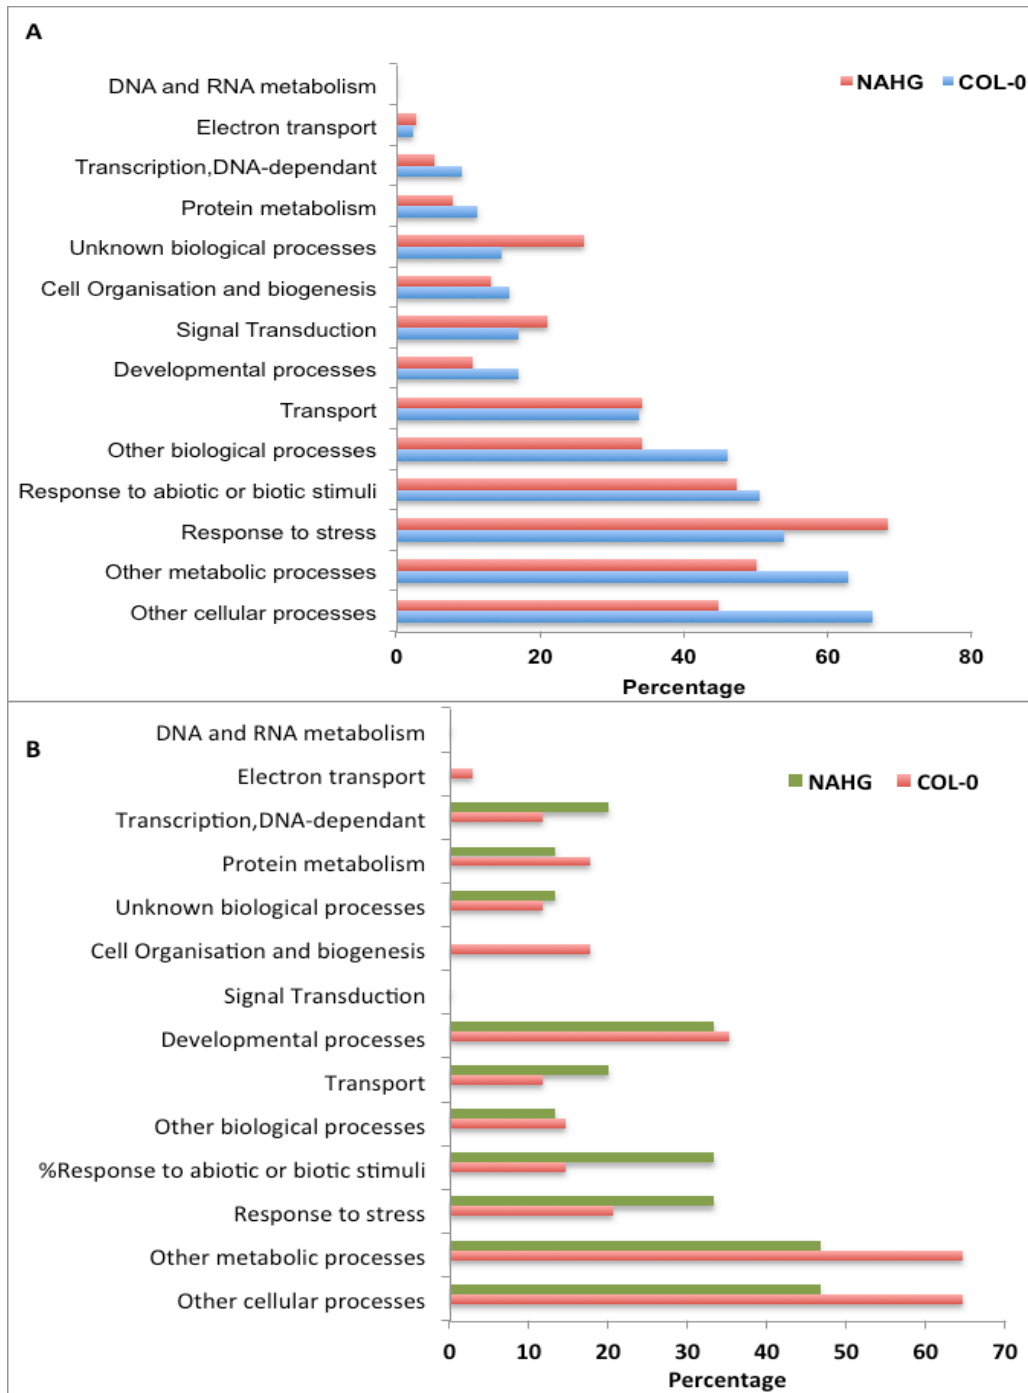 A
NAHG COL-0
DNA and RNA metabolism
Electron transport
Transcription,DNA-dependant
Protein metabolism
Unknown biological processes
Cell Organisation and biogenesis
Signal Transduction
Developmental processes
Transport
Other biological processes
Response to abiotic or biotic stimuli
Response to stress
Other metabolic processes
Other cellular processes
0 20 40 60 80
Percentage
B
NAHG COL-0
DNA and RNA metabolism
Electron transport
Transcription,DNA-dependant
Protein metabolism
Unknown biological processes
Cell Organisation and biogenesis
Signal Transduction
Developmental processes
Transport
Other biological processes
%Response to abiotic or biotic stimuli
Response to stress
Other metabolic processes
Other cellular processes
0 10 20 30 40 50 60 70
Percentage